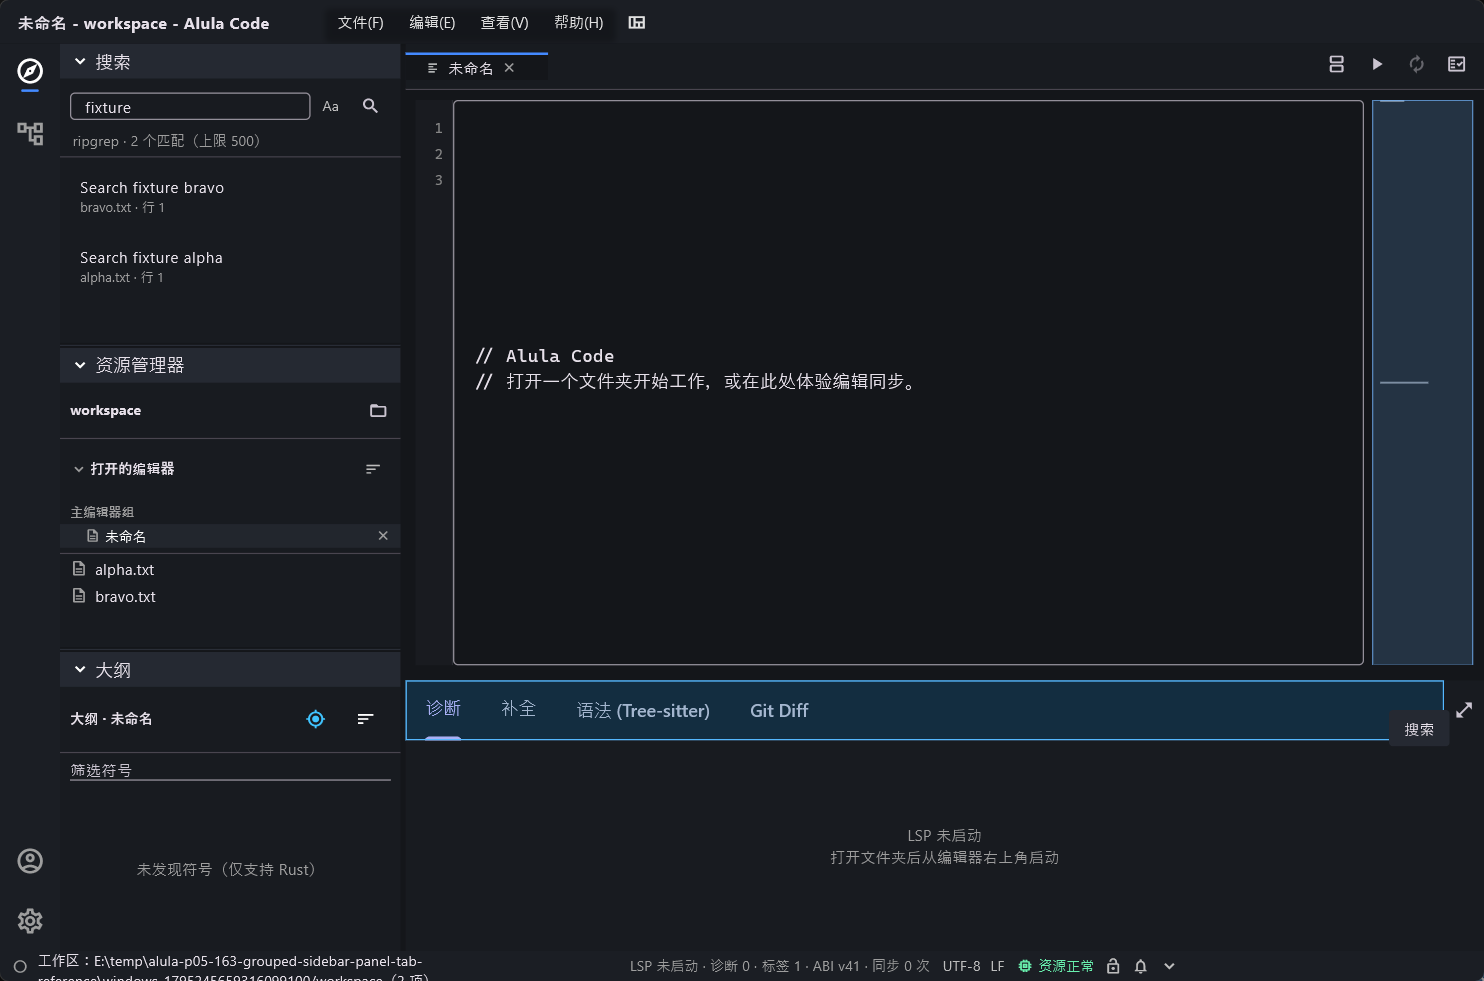 未命名 - workspace - Alula Code
文件(F) 编辑(E) 查看(V) 帮助(H)
搜索
fixture
Aa
ripgrep · 2 个匹配（上限 500）
Search fixture bravo
bravo.txt · 行 1
Search fixture alpha
alpha.txt · 行 1
资源管理器
workspace
打开的编辑器
主编辑器组
未命名
alpha.txt
bravo.txt
大纲
大纲 · 未命名
筛选符号
未发现符号（仅支持 Rust）
未命名
1
2
3
// Alula Code
// 打开一个文件夹开始工作，或在此处体验编辑同步。
诊断 补全 语法 (Tree-sitter) Git Diff
搜索
LSP 未启动
打开文件夹后从编辑器右上角启动
工作区：E:\temp\alula-p05-163-grouped-sidebar-panel-tab-
reference\windows-1795245659316099100/workspace（2 项）
LSP 未启动 · 诊断 0 · 标签 1 · ABI v41 · 同步 0 次 UTF-8 LF 资源正常